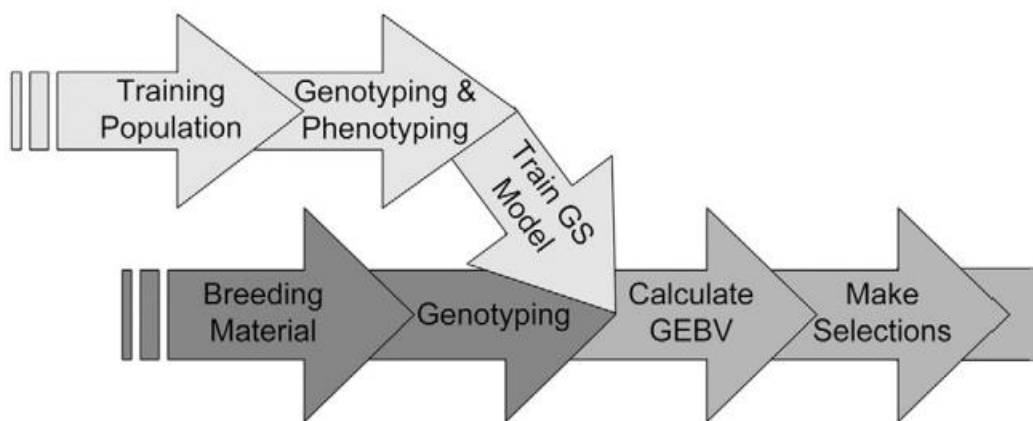 Training
Population
Genotyping &
Phenotyping
Train GS
Model
Breeding
Material
Genotyping
Calculate
GEBV
Make
Selections